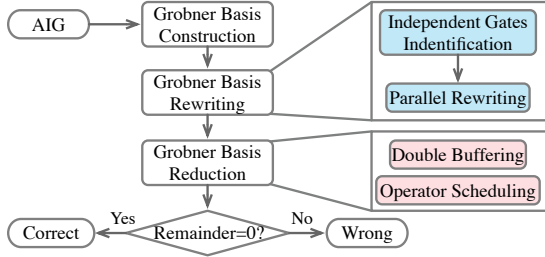 AIG
Grobner Basis
Construction
Grobner Basis
Rewriting
Grobner Basis
Reduction
Independent Gates
Indentification
Parallel Rewriting
Double Buffering
Operator Scheduling
Correct
Yes
Remainder=0?
No
Wrong